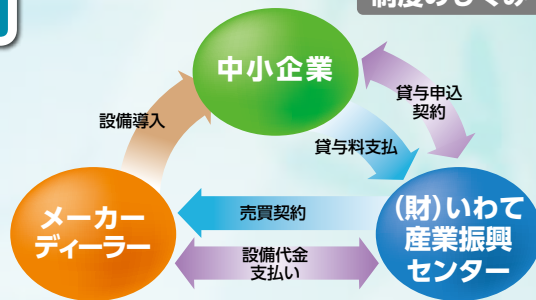 制度のしくみ
中小企業
貸与申込
契約
設備導入
貸与料支払
メーカー
ディーラー
売買契約
設備代金
支払い
(財)いわて
産業振興
センター